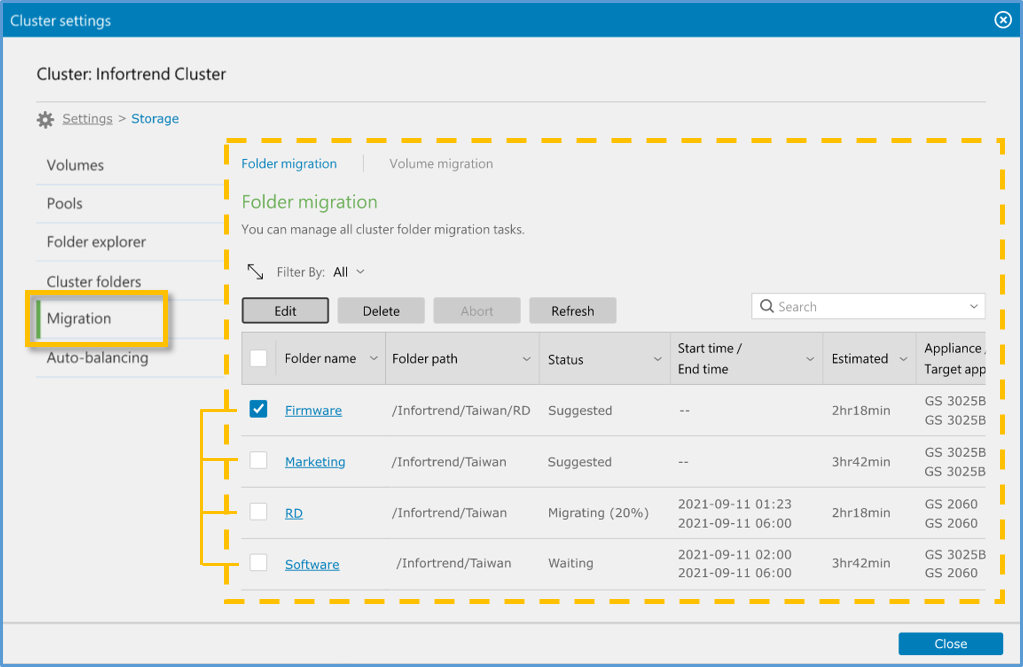 Cluster settings
Cluster: Infortrend Cluster
Settings > Storage
Volumes
Pools
Folder explorer
Cluster folders
Migration
Auto-balancing
Folder migration | Volume migration
Folder migration
You can manage all cluster folder migration tasks.
Filter By: All
Edit Delete Abort Refresh Search
Folder name Folder path Status Start time / End time Estimated Appliance / Target app
Firmware /Infortrend/Taiwan/RD Suggested -- 2hr18min GS 3025B GS 3025B
Marketing /Infortrend/Taiwan Suggested -- 3hr42min GS 3025B GS 3025B
RD /Infortrend/Taiwan Migrating (20%) 2021-09-11 01:23 2021-09-11 06:00 2hr18min GS 2060 GS 2060
Software /Infortrend/Taiwan Waiting 2021-09-11 02:00 2021-09-11 06:00 3hr42min GS 3025B GS 2060
Close